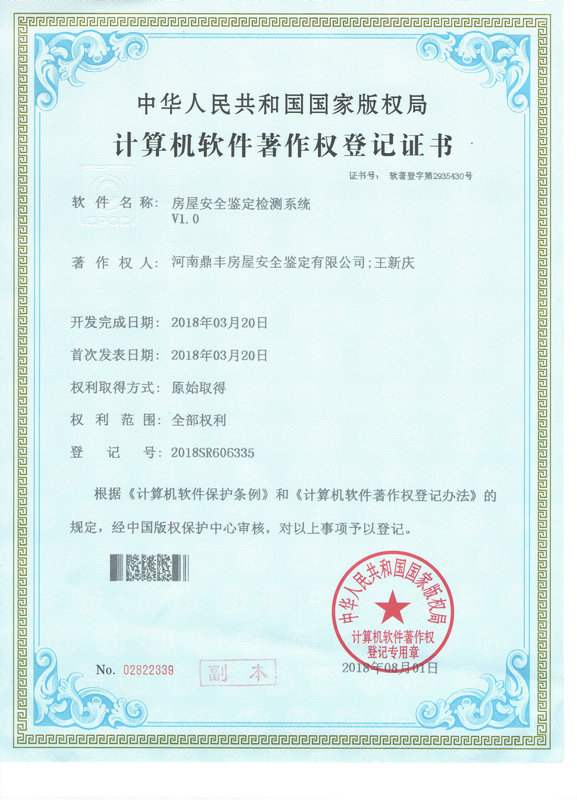 中华人民共和国国家版权局
计算机软件著作权登记证书
证书号： 软著登字第2935430号
软件名称： 房屋安全鉴定检测系统
V1.0
著作权人： 河南鼎丰房屋安全鉴定有限公司;王新庆
开发完成日期： 2018年03月20日
首次发表日期： 2018年03月20日
权利取得方式： 原始取得
权利范围： 全部权利
登记号： 2018SR606335
根据《计算机软件保护条例》和《计算机软件著作权登记办法》的
规定，经中国版权保护中心审核，对以上事项予以登记。
中华人民共和国国家版权局
计算机软件著作权
登记专用章
2018年08月01日
No. 02822339
副本